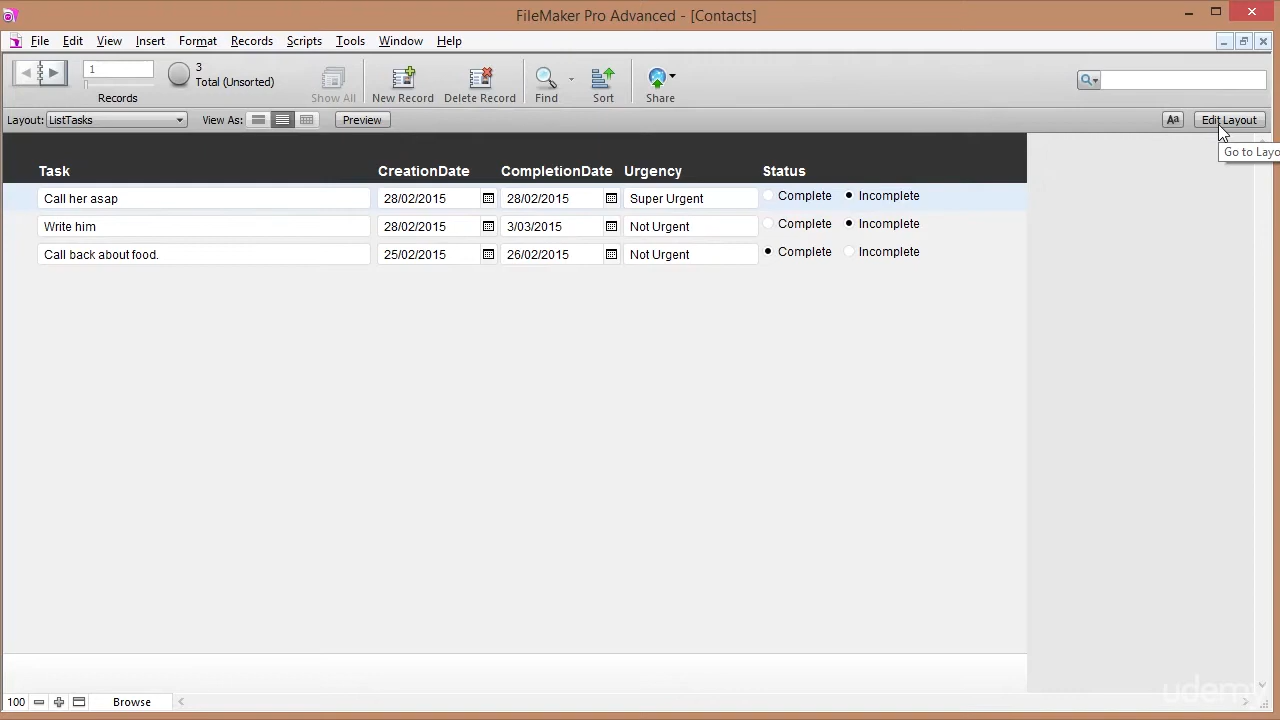 FileMaker Pro Advanced - [Contacts]
File Edit View Insert Format Records Scripts Tools Window Help
1
3
Total (Unsorted)
Records
Show All
New Record
Delete Record
Find
Sort
Share
Layout: ListTasks View As: Preview Aa Edit Layout
Go to Layo
Task CreationDate CompletionDate Urgency Status
Call her asap 28/02/2015 28/02/2015 Super Urgent Complete Incomplete
Write him 28/02/2015 3/03/2015 Not Urgent Complete Incomplete
Call back about food. 25/02/2015 26/02/2015 Not Urgent Complete Incomplete
100 Browse
udemy